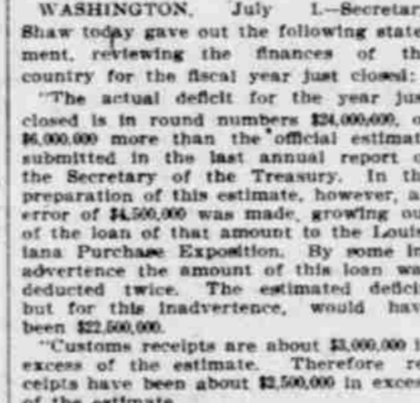 WASHINGTON, July 1.—Secretar
Shaw today gave out the following state
ment, reviewing the finances of th
country for the fiscal year just closed:
"The actual deficit for the year jus
closed is in round numbers $24,000,000, o
$6,000,000 more than the official estimat
submitted in the last annual report
the Secretary of the Treasury. In th
preparation of this estimate, however, a
error of $4,500,000 was made, growing ou
of the loan of that amount to the Louis
iana Purchase Exposition. By some in
advertence the amount of this loan wa
deducted twice. The estimated defici
but for this inadvertence, would hav
been $22,500,000.
"Customs receipts are about $3,000,000 i
excess of the estimate. Therefore re
ceipts have been about $2,500,000 in exces
of the estimate